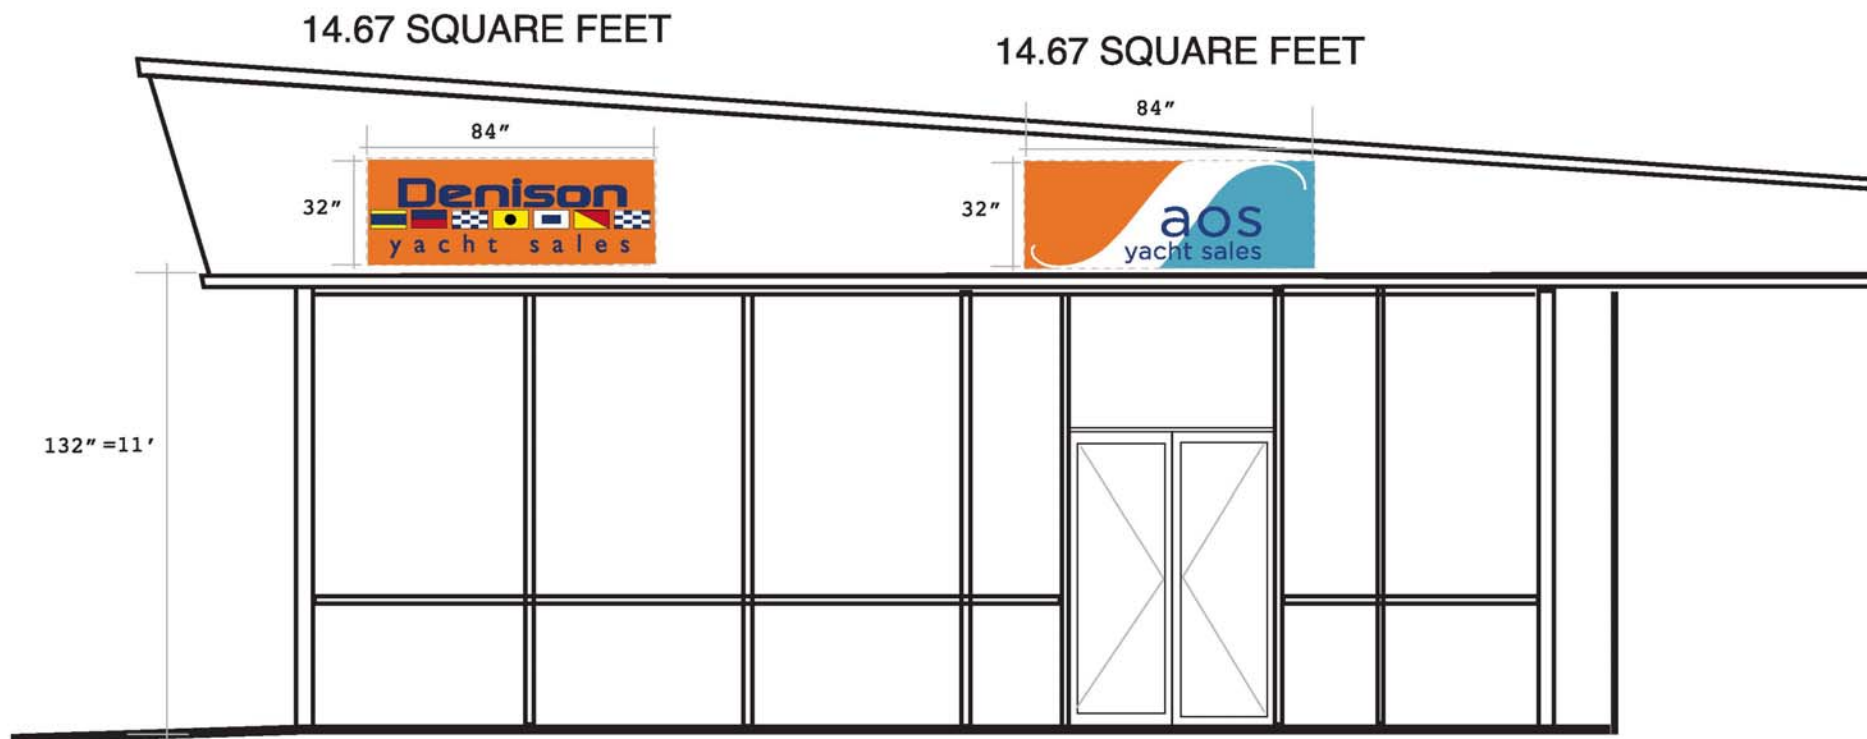 14.67 SQUARE FEET
14.67 SQUARE FEET
84"
84"
32"
Denison
yacht sales
32"
aos
yacht sales
132"=11'